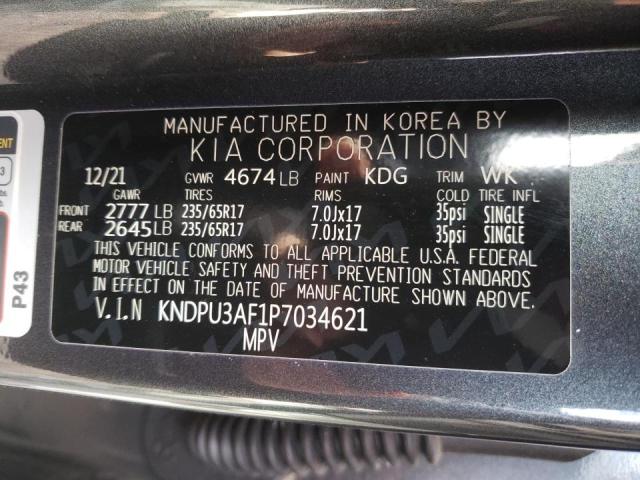 MANUFACTURED IN KOREA BY
KIA CORPORATION
12/21 GVWR 4674 LB PAINT KDG TRIM WK
GAWR TIRES RIMS COLD TIRE INFL
FRONT 2777 LB 235/65R17 7.0Jx17 35psi SINGLE
REAR 2645 LB 235/65R17 7.0Jx17 35psi SINGLE
THIS VEHICLE CONFORMS TO ALL APPLICABLE U.S.A. FEDERAL
MOTOR VEHICLE SAFETY AND THEFT PREVENTION STANDARDS
IN EFFECT ON THE DATE OF MANUFACTURE SHOWN ABOVE.
V.I.N KNDPU3AF1P7034621
MPV
P43